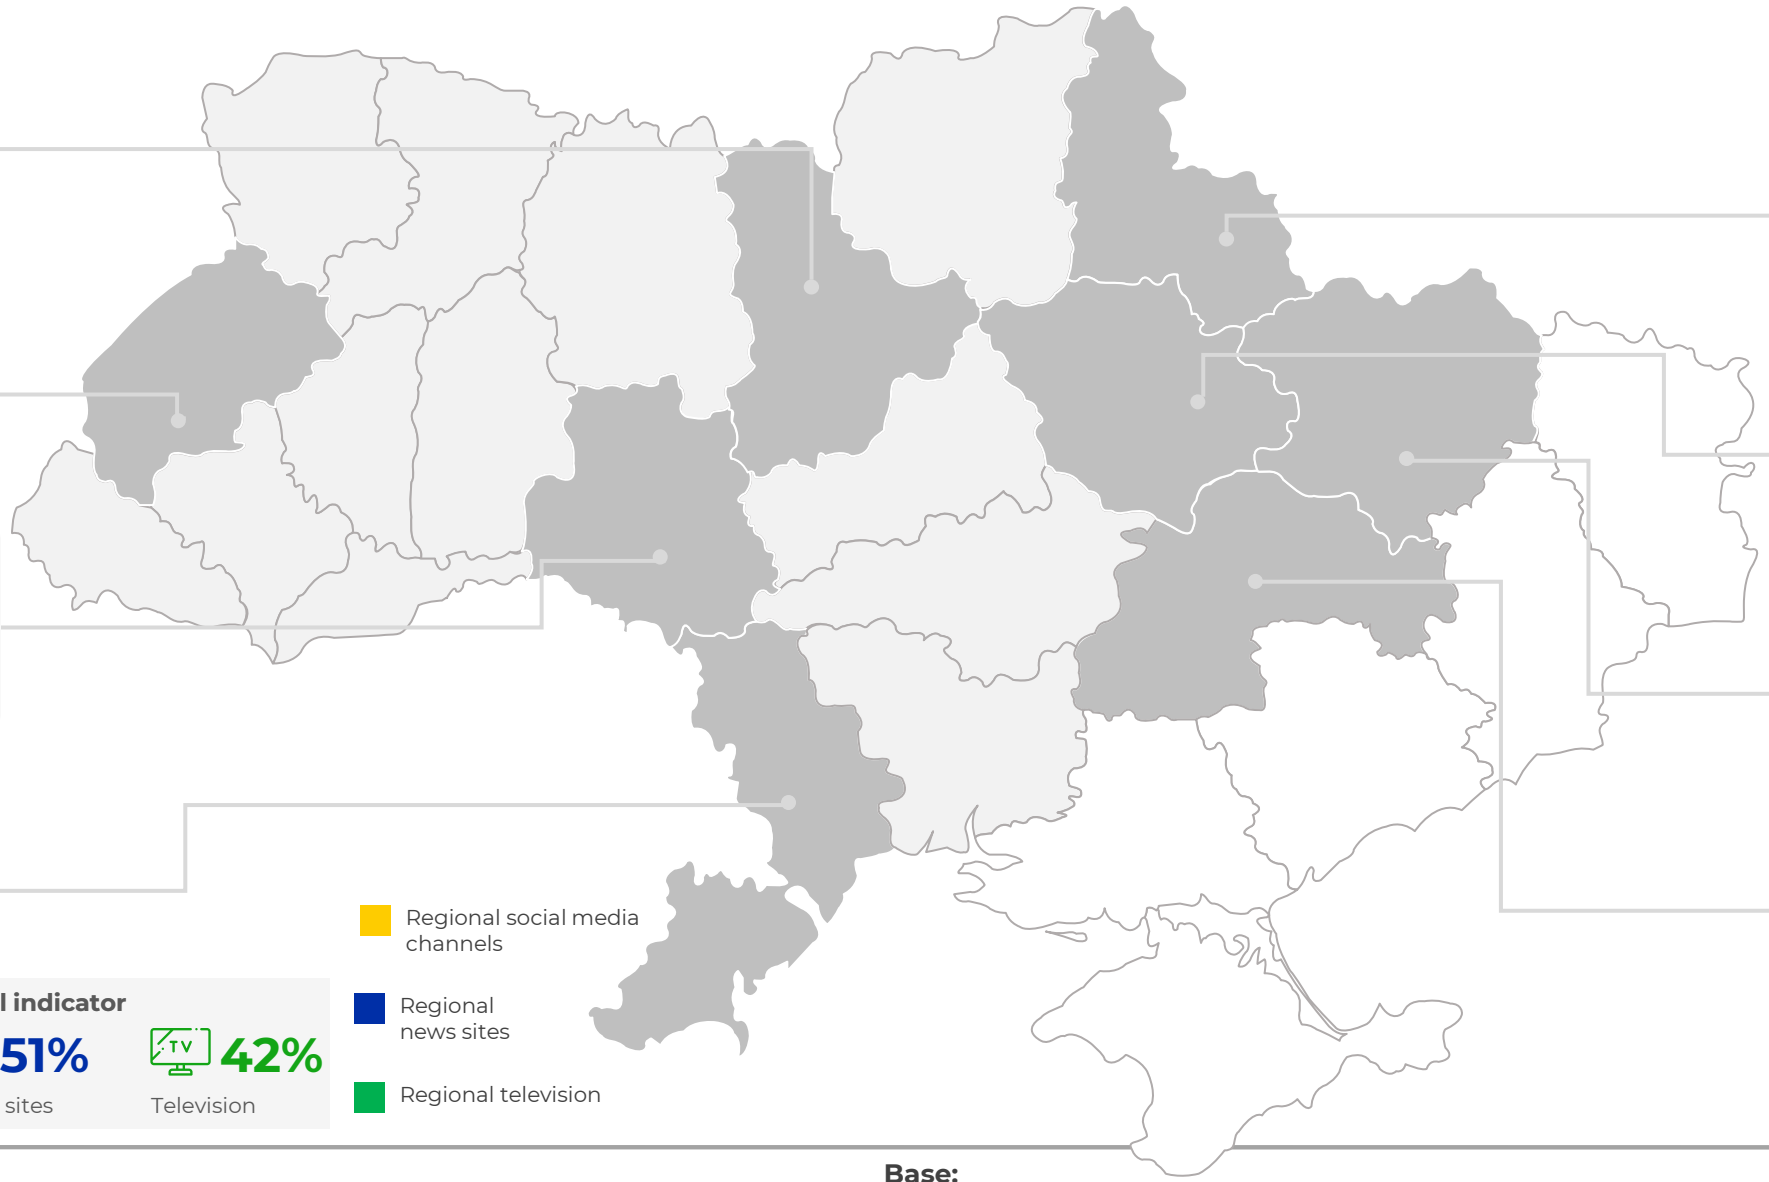 Regional social media
channels
Regional
news sites
Regional television
l indicator
51%
TV
42%
sites
Television
Base: